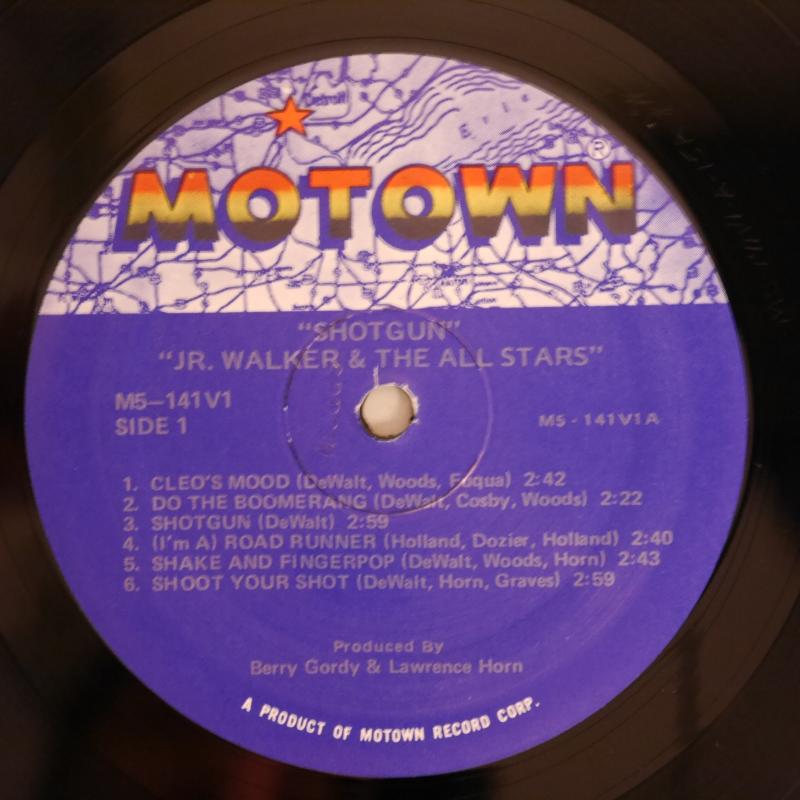 Detroit
Erie
MOTOWN®
"SHOTGUN"
"JR. WALKER & THE ALL STARS"
M5-141V1
SIDE 1
M5-141V1A
1. CLEO'S MOOD (DeWalt, Woods, Fuqua) 2:42
2. DO THE BOOMERANG (DeWalt, Cosby, Woods) 2:22
3. SHOTGUN (DeWalt) 2:59
4. (I'm A) ROAD RUNNER (Holland, Dozier, Holland) 2:40
5. SHAKE AND FINGERPOP (DeWalt, Woods, Horn) 2:43
6. SHOOT YOUR SHOT (DeWalt, Horn, Graves) 2:59
Produced By
Berry Gordy & Lawrence Horn
A PRODUCT OF MOTOWN RECORD CORP.